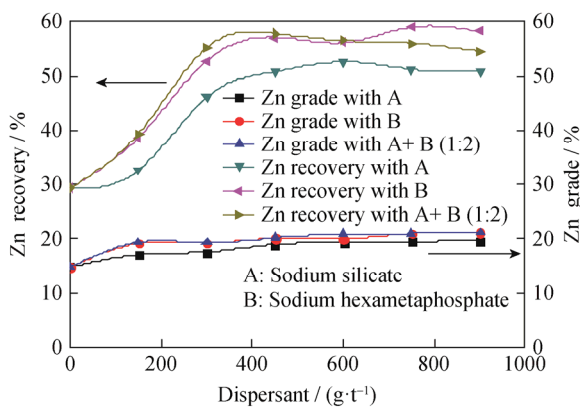 60
50
40
30
20
10
0
Zn recovery / %
60
50
40
30
20
10
0
Zn grade / %
Zn grade with A
Zn grade with B
Zn grade with A+ B (1:2)
Zn recovery with A
Zn recovery with B
Zn recovery with A+ B (1:2)
A: Sodium silicatc
B: Sodium hexametaphosphate
0 200 400 600 800 1000
Dispersant / (g·t⁻¹)